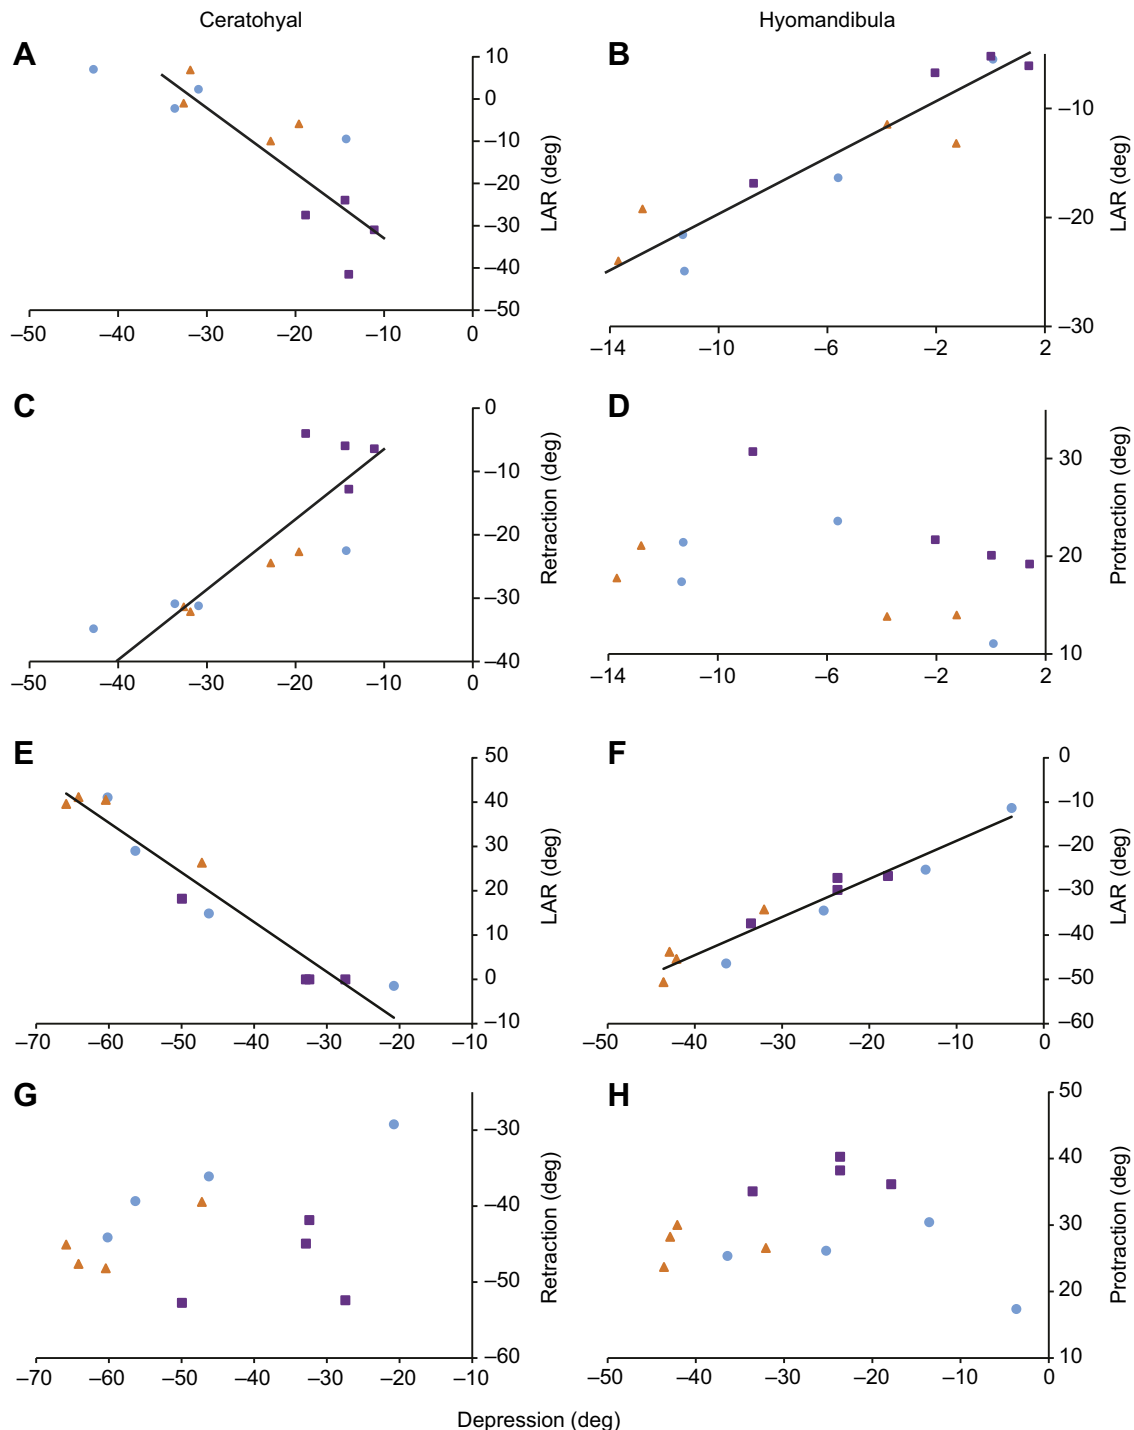 Ceratohyal Hyomandibula
A
10
0
–10
–20
–30
–40
–50
LAR (deg)
–50 –40 –30 –20 –10 0
B
–10
–20
–30
LAR (deg)
–14 –10 –6 –2 2
C
0
–10
–20
–30
–40
Retraction (deg)
–50 –40 –30 –20 –10 0
D
30
20
10
Protraction (deg)
–14 –10 –6 –2 2
E
50
40
30
20
10
0
–10
LAR (deg)
–70 –60 –50 –40 –30 –20 –10
F
0
–10
–20
–30
–40
–50
–60
LAR (deg)
–50 –40 –30 –20 –10 0
G
–30
–40
–50
–60
Retraction (deg)
–70 –60 –50 –40 –30 –20 –10
H
50
40
30
20
10
Protraction (deg)
–50 –40 –30 –20 –10 0
Depression (deg)